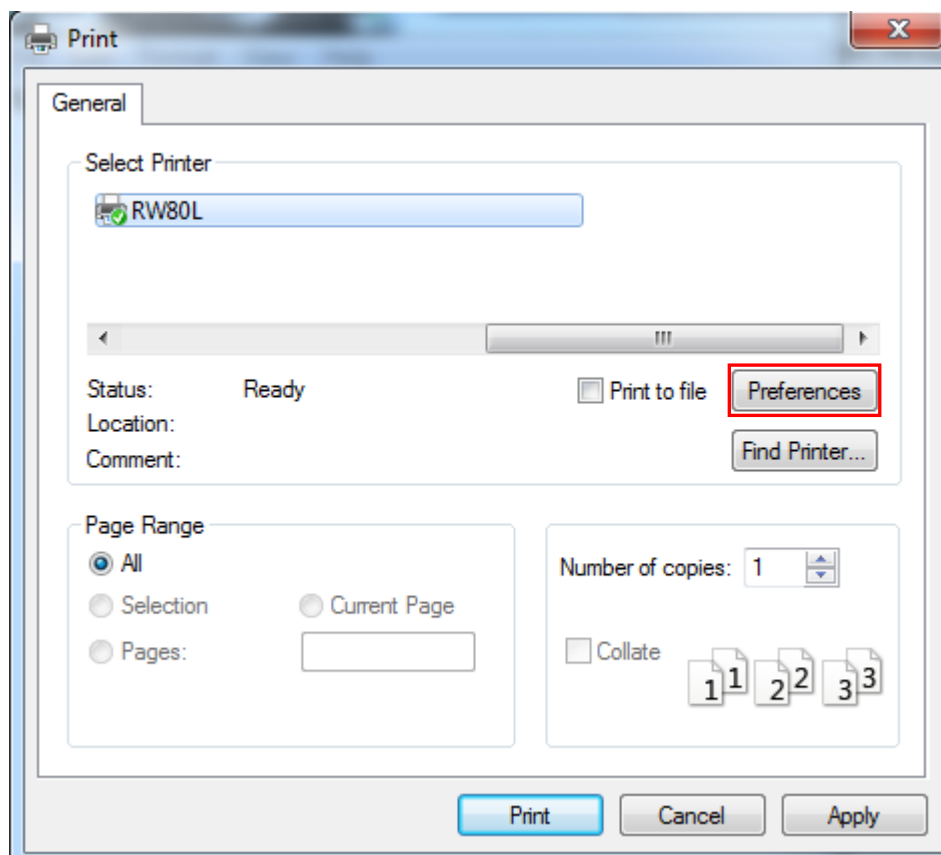 Print
General
Select Printer
RW80L
Status: Ready
Print to file
Preferences
Location:
Comment:
Find Printer...
Page Range
All
Selection
Current Page
Pages:
Number of copies: 1
Collate
1 1 2 2 3 3
Print
Cancel
Apply